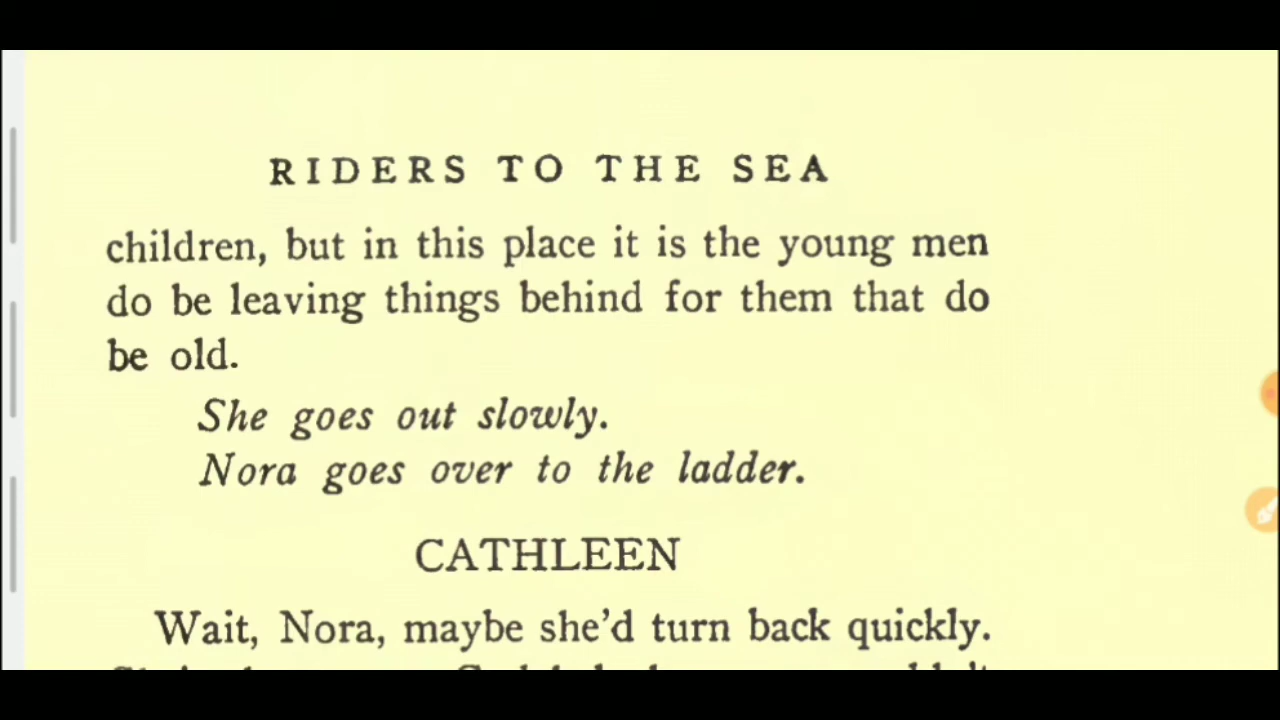 RIDERS TO THE SEA
children, but in this place it is the young men
do be leaving things behind for them that do
be old.
She goes out slowly.
Nora goes over to the ladder.
CATHLEEN
Wait, Nora, maybe she'd turn back quickly.